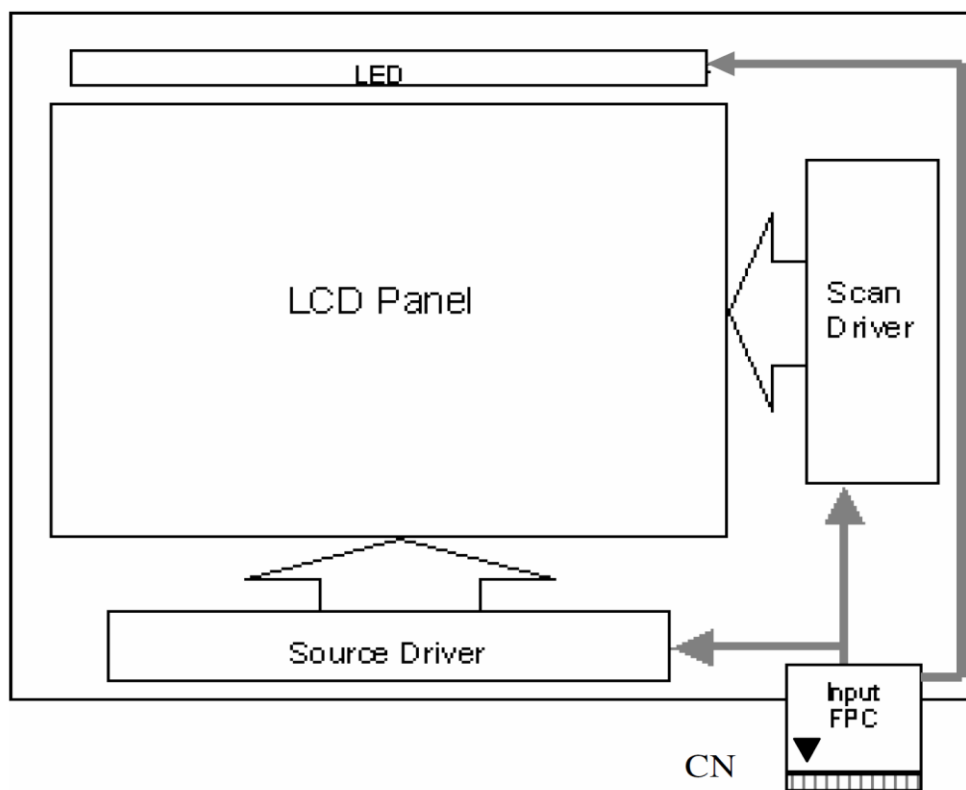 LED
LCD Panel
Scan
Driver
Source Driver
Input
FPC
CN